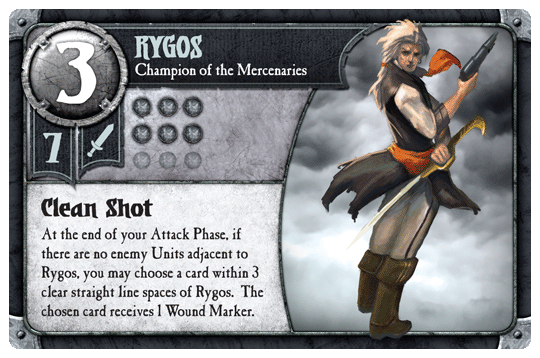 3
RYGOS
Champion of the Mercenaries
7
Clean Shot
At the end of your Attack Phase, if
there are no enemy Units adjacent to
Rygos, you may choose a card within 3
clear straight line spaces of Rygos. The
chosen card receives 1 Wound Marker.